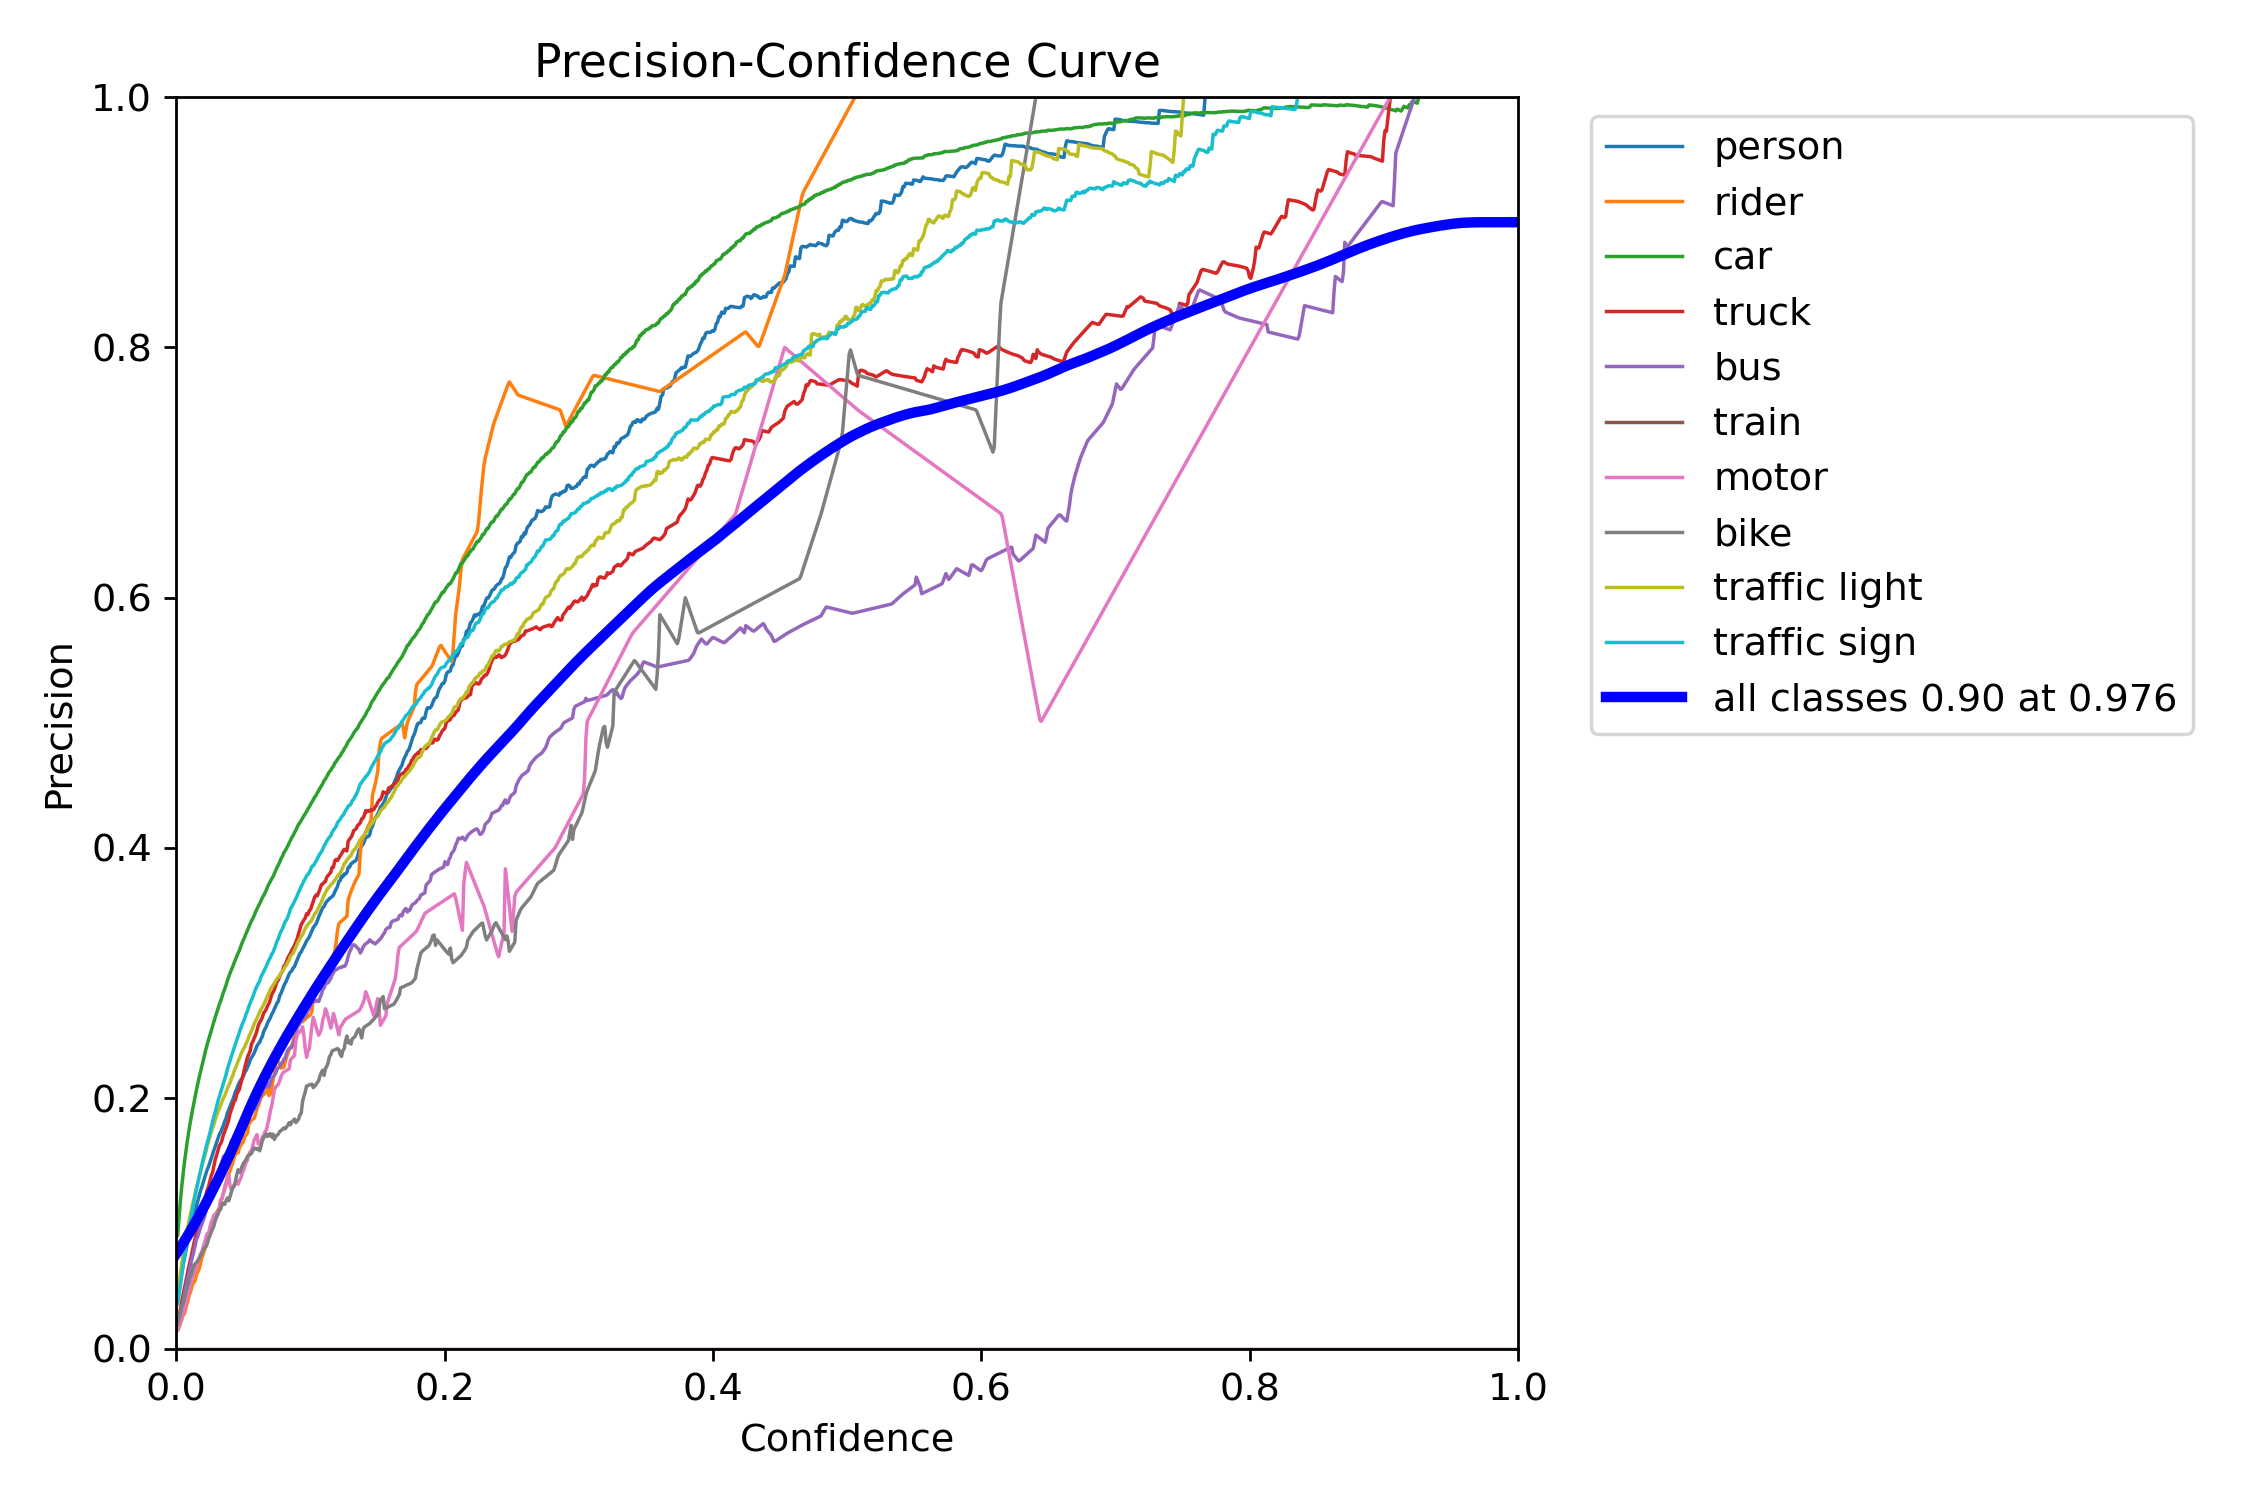 Precision-Confidence Curve
1.0
0.8
0.6
0.4
0.2
0.0
Precision
0.0 0.2 0.4 0.6 0.8 1.0
Confidence
person
rider
car
truck
bus
train
motor
bike
traffic light
traffic sign
all classes 0.90 at 0.976